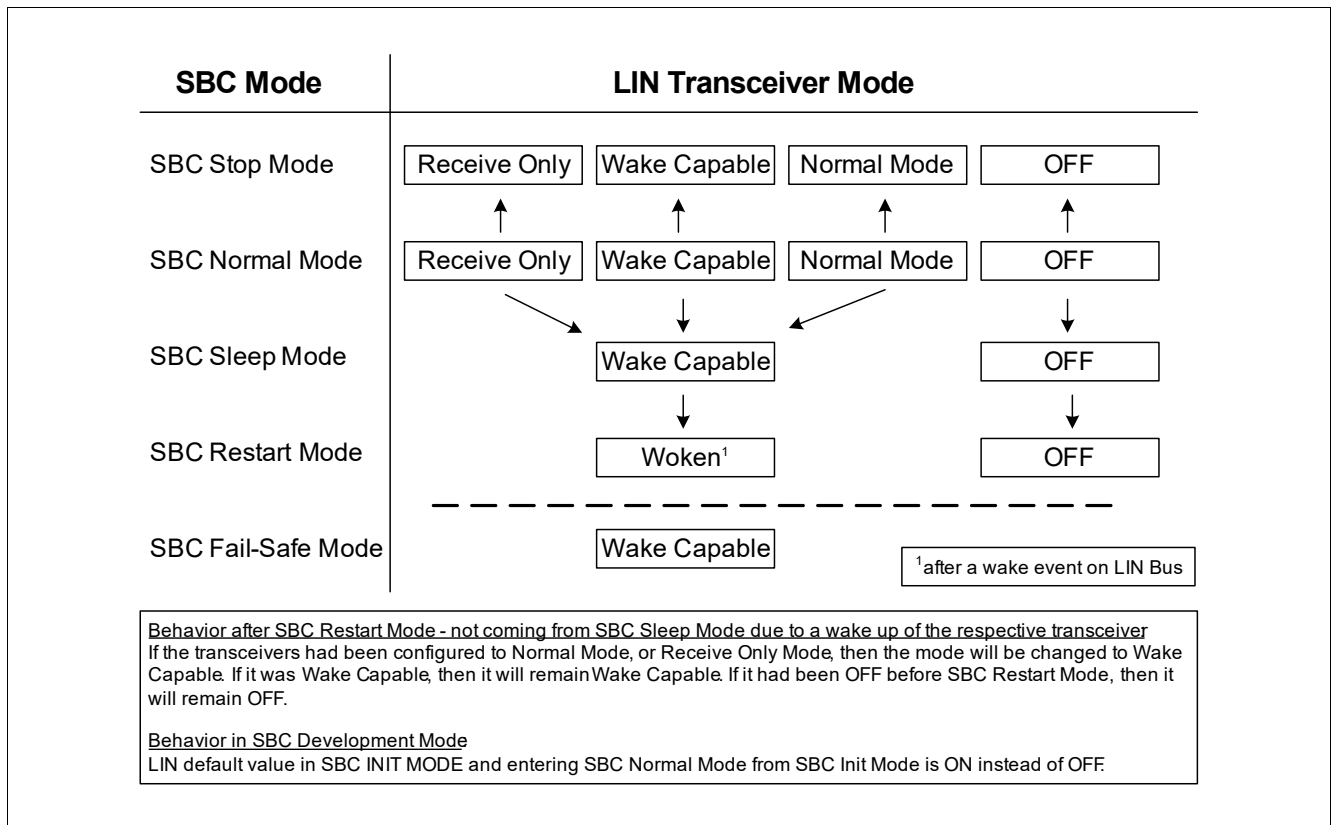 SBC Mode LIN Transceiver Mode
SBC Stop Mode Receive Only Wake Capable Normal Mode OFF
SBC Normal Mode Receive Only Wake Capable Normal Mode OFF
SBC Sleep Mode Wake Capable OFF
SBC Restart Mode Woken¹ OFF
SBC Fail-Safe Mode Wake Capable
¹after a wake event on LIN Bus
Behavior after SBC Restart Mode - not coming from SBC Sleep Mode due to a wake up of the respective transceiver
If the transceivers had been configured to Normal Mode, or Receive Only Mode, then the mode will be changed to Wake
Capable. If it was Wake Capable, then it will remain Wake Capable. If it had been OFF before SBC Restart Mode, then it
will remain OFF.
Behavior in SBC Development Mode
LIN default value in SBC INIT MODE and entering SBC Normal Mode from SBC Init Mode is ON instead of OFF.